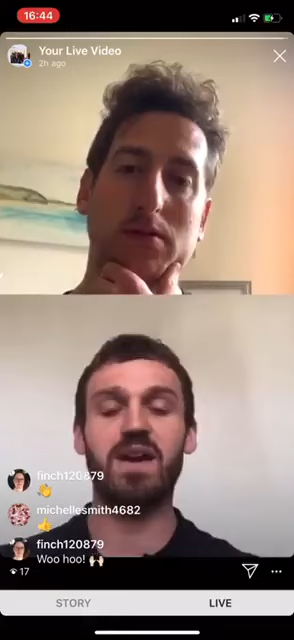 16:44
Your Live Video
2h ago
finch120879
👋
michellesmith4682
👍
finch120879
Woo hoo! 🙌🏻
17
STORY
LIVE